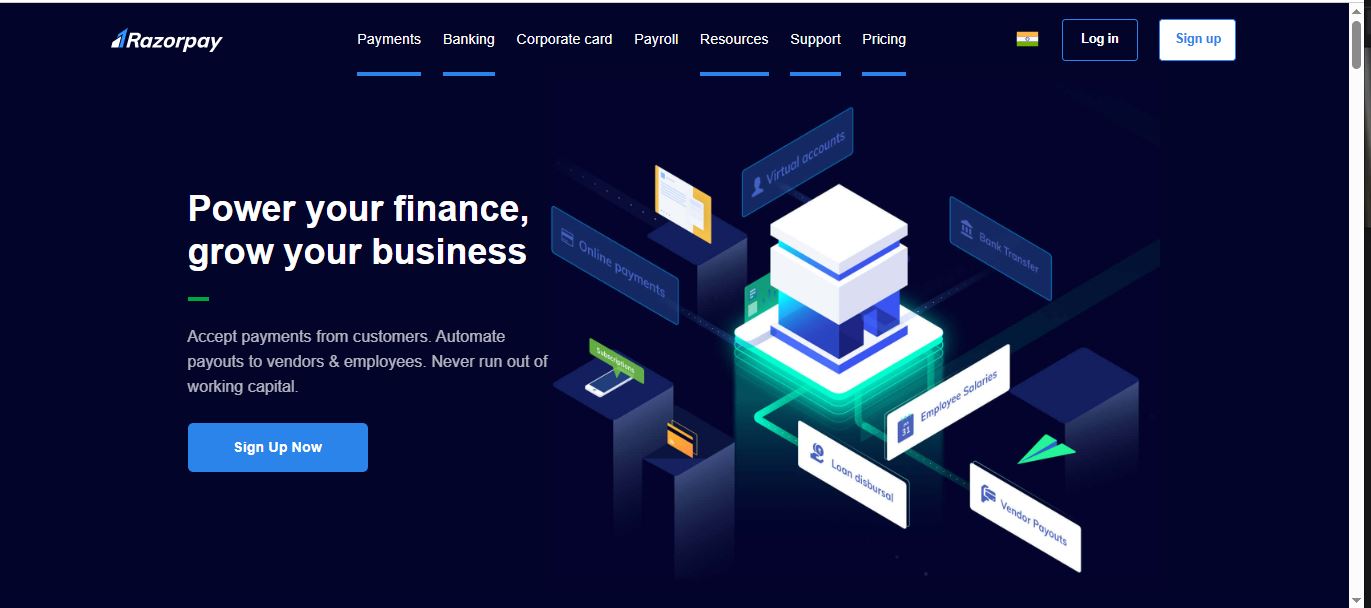 Razorpay
Payments
Banking
Corporate card
Payroll
Resources
Support
Pricing
Log in
Sign up
Power your finance,
grow your business
Accept payments from customers. Automate
payouts to vendors & employees. Never run out of
working capital.
Sign Up Now
Virtual accounts
Online payments
Bank Transfer
Subscriptions
Employee Salaries
31
Loan disbursal
Vendor Payouts